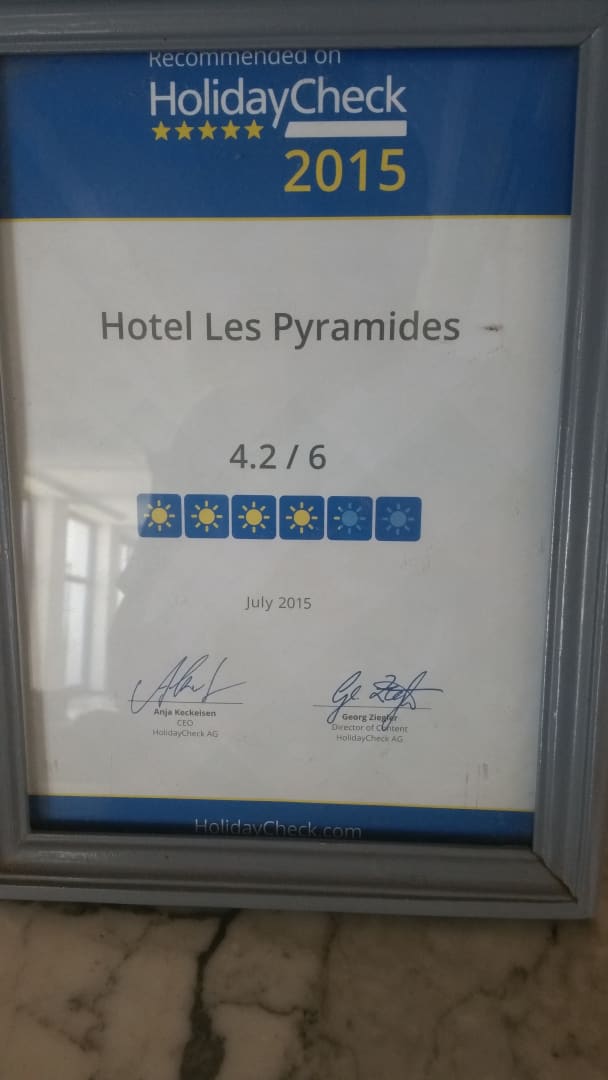 Recommended on
HolidayCheck
2015
Hotel Les Pyramides
4.2 / 6
July 2015
Anja Keckeisen
CEO
HolidayCheck AG
Georg Ziegler
Director of Content
HolidayCheck AG
HolidayCheck.com